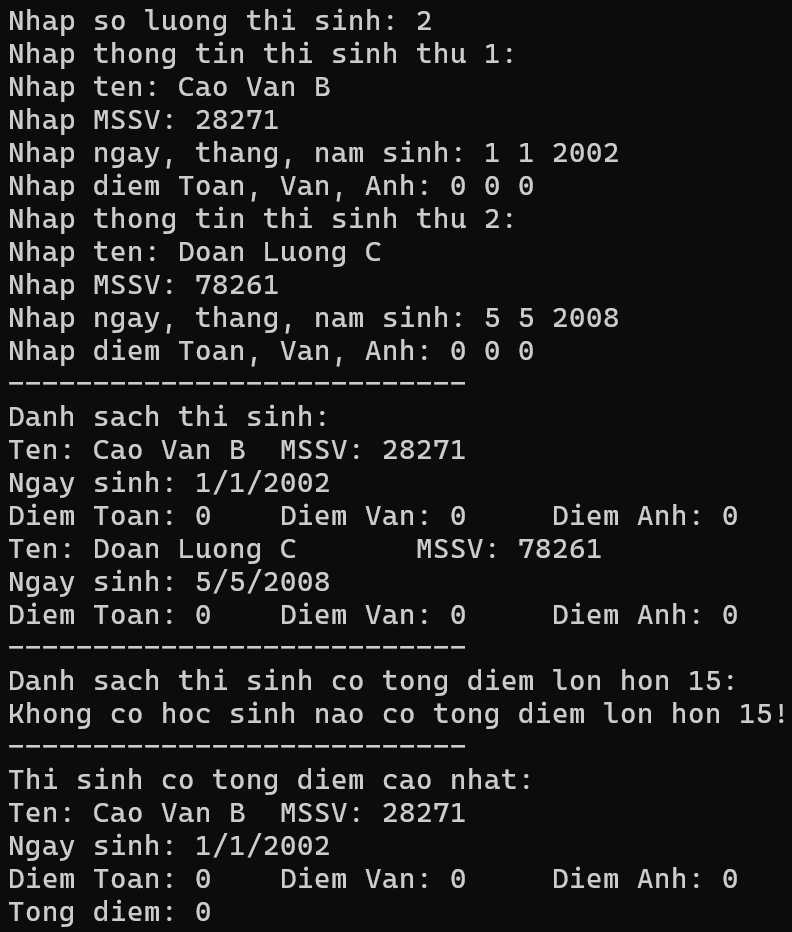 Nhap so luong thi sinh: 2
Nhap thong tin thi sinh thu 1:
Nhap ten: Cao Van B
Nhap MSSV: 28271
Nhap ngay, thang, nam sinh: 1 1 2002
Nhap diem Toan, Van, Anh: 0 0 0
Nhap thong tin thi sinh thu 2:
Nhap ten: Doan Luong C
Nhap MSSV: 78261
Nhap ngay, thang, nam sinh: 5 5 2008
Nhap diem Toan, Van, Anh: 0 0 0
---------------------------
Danh sach thi sinh:
Ten: Cao Van B  MSSV: 28271
Ngay sinh: 1/1/2002
Diem Toan: 0    Diem Van: 0     Diem Anh: 0
Ten: Doan Luong C       MSSV: 78261
Ngay sinh: 5/5/2008
Diem Toan: 0    Diem Van: 0     Diem Anh: 0
---------------------------
Danh sach thi sinh co tong diem lon hon 15:
Khong co hoc sinh nao co tong diem lon hon 15!
---------------------------
Thi sinh co tong diem cao nhat:
Ten: Cao Van B  MSSV: 28271
Ngay sinh: 1/1/2002
Diem Toan: 0    Diem Van: 0     Diem Anh: 0
Tong diem: 0